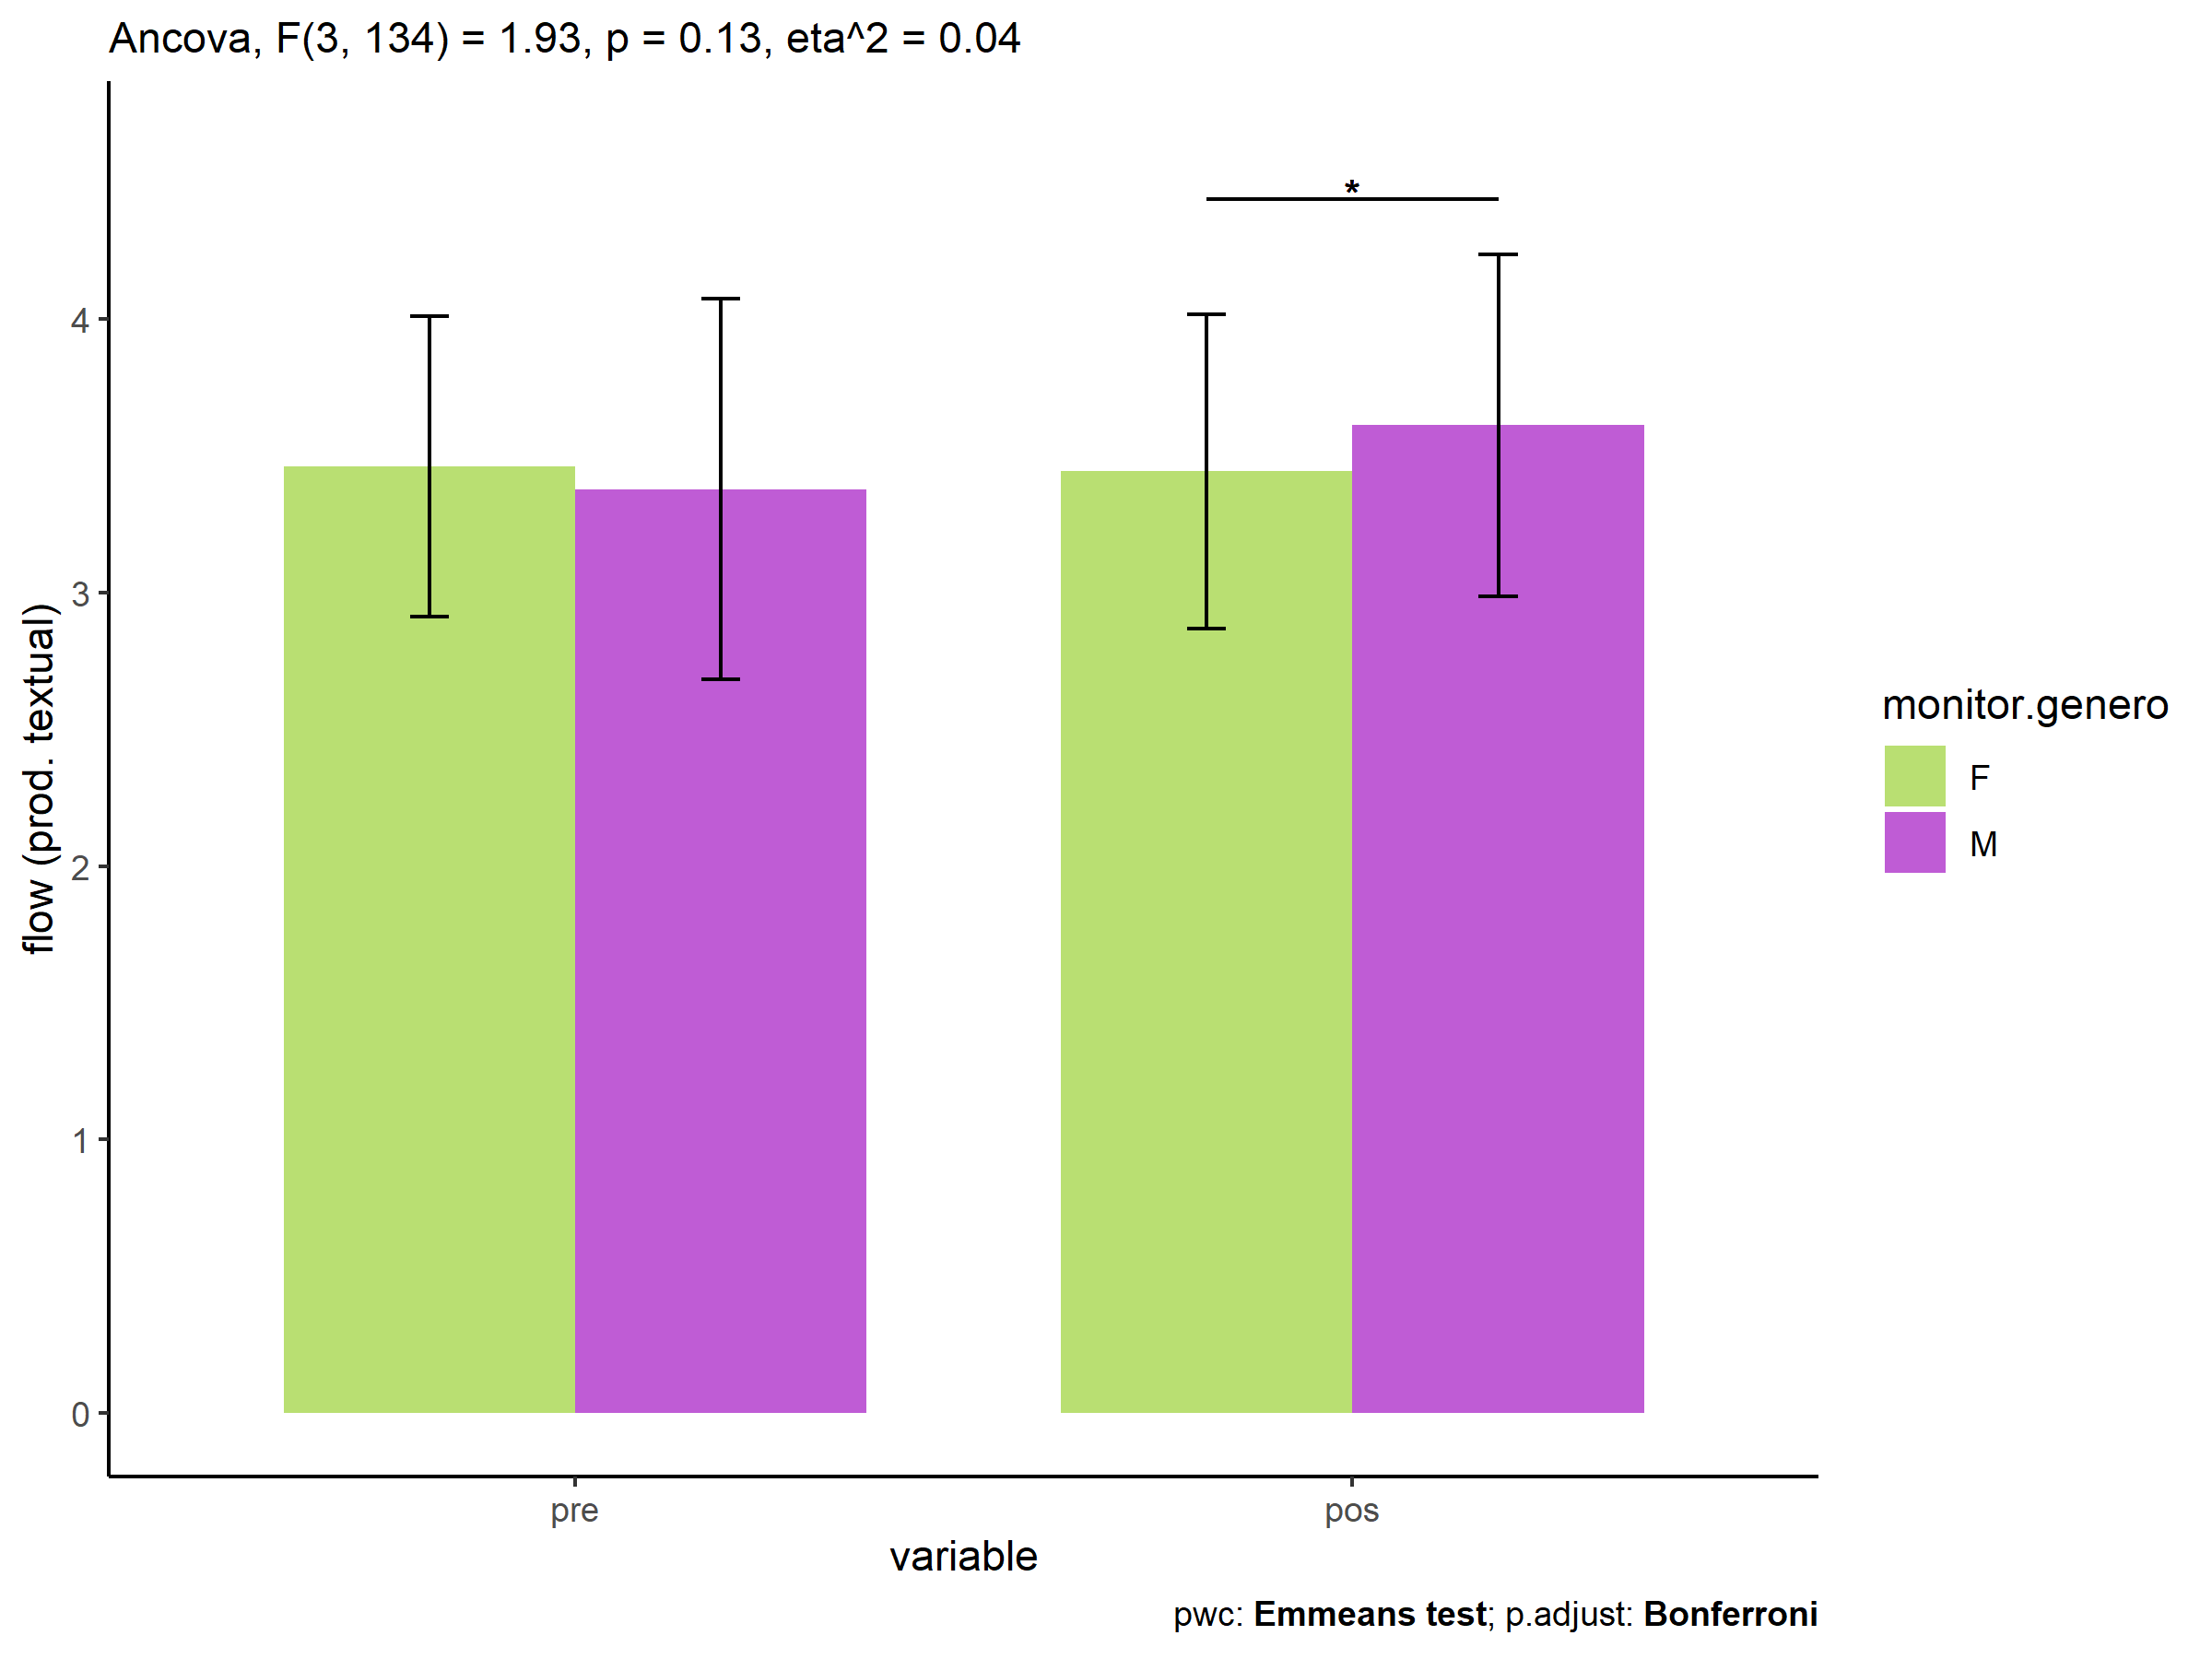 Ancova, F(3, 134) = 1.93, p = 0.13, eta^2 = 0.04
*
4
3
2
1
0
flow (prod. textual)
pre
pos
variable
monitor.genero
F
M
pwc: Emmeans test; p.adjust: Bonferroni